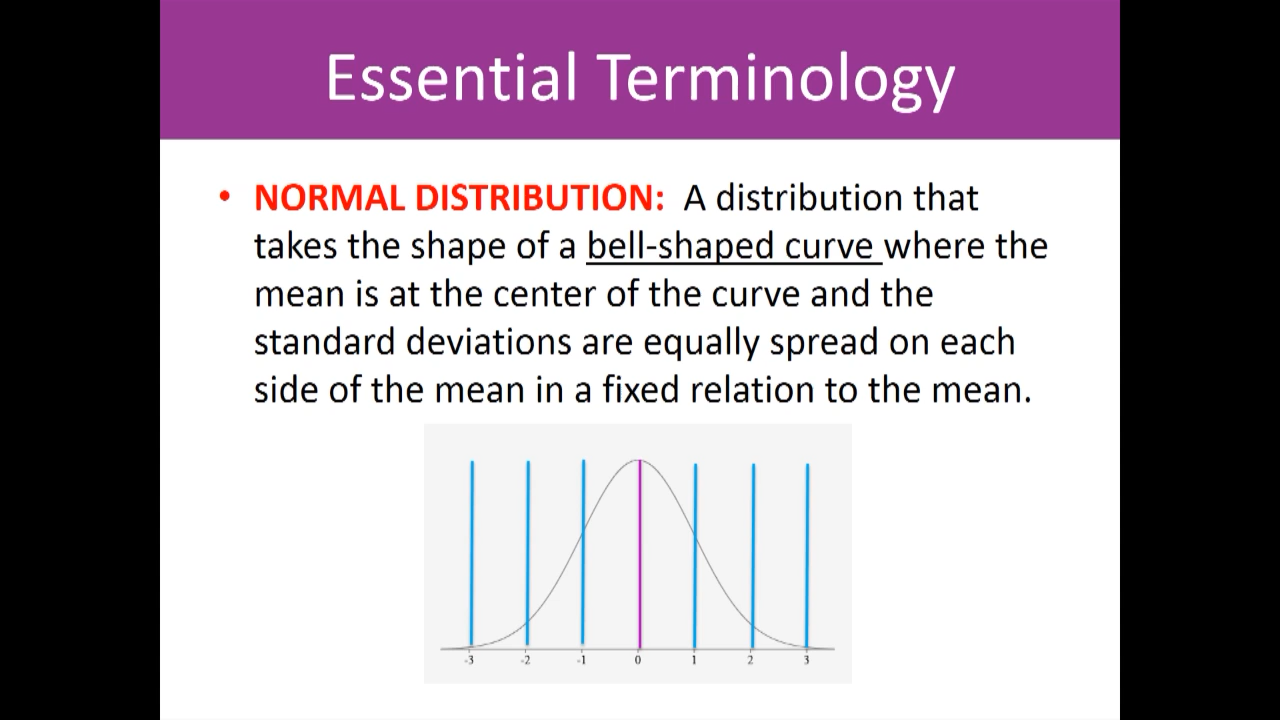 Essential Terminology
• NORMAL DISTRIBUTION: A distribution that
takes the shape of a bell-shaped curve where the
mean is at the center of the curve and the
standard deviations are equally spread on each
side of the mean in a fixed relation to the mean.
-3 -2 -1 0 1 2 3